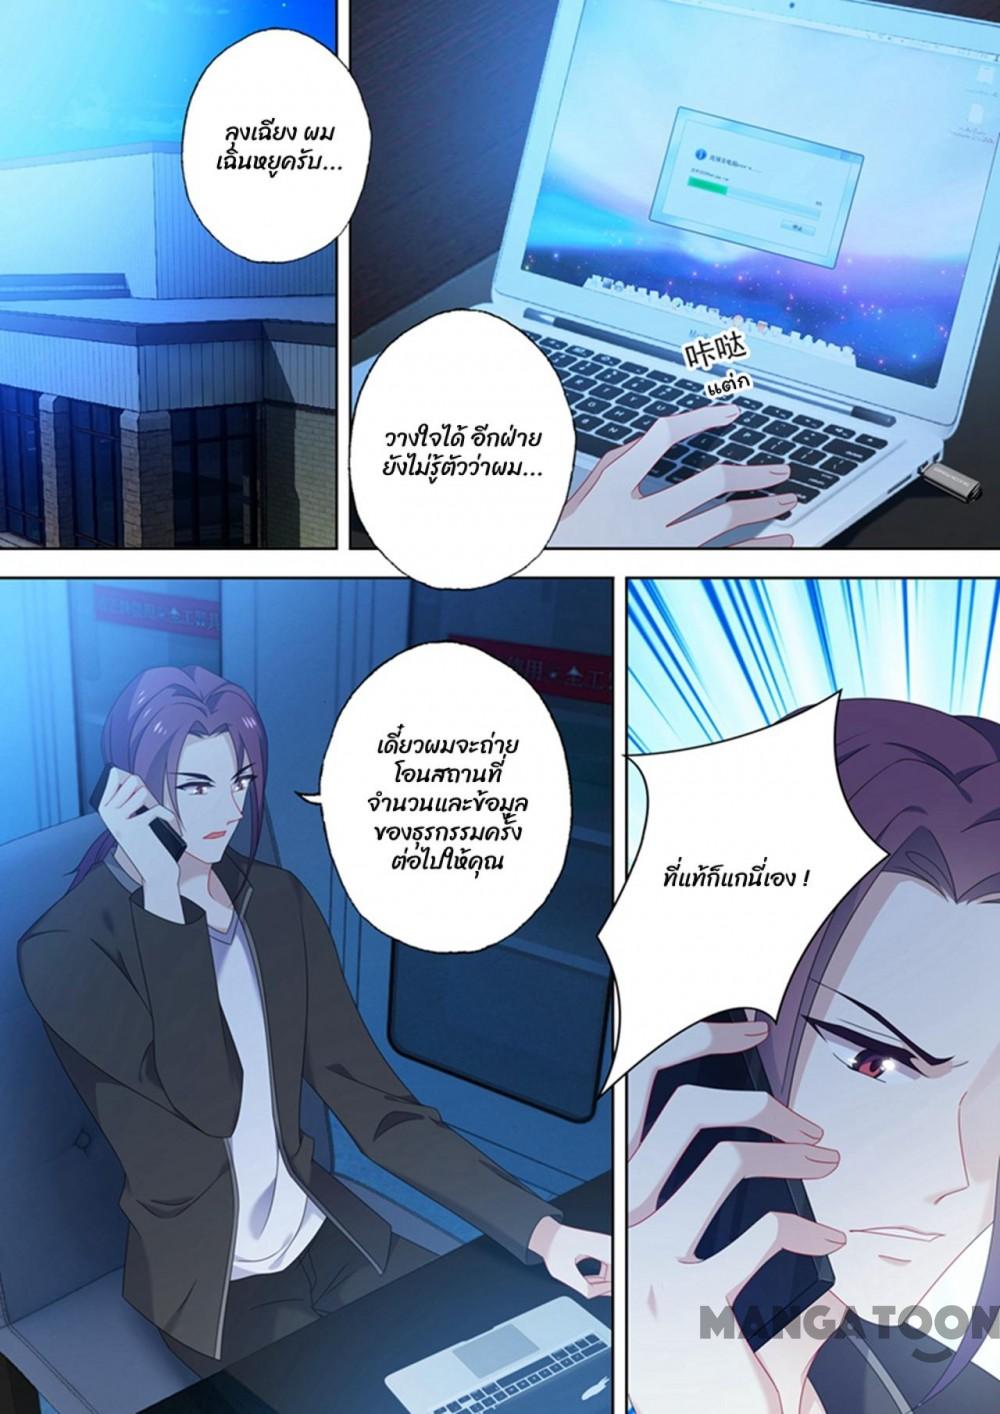 ลุงเฉียง ผม
เฉินหยูครับ...
咔哒
แต่ก
วางใจได้ อีกฝ่าย
ยังไม่รู้ตัวว่าผม...
เดี๋ยวผมจะถ่าย
โอนสถานที่
จำนวนและข้อมูล
ของธุรกรรมครั้ง
ต่อไปให้คุณ
ที่แท้ก็แกนี่เอง !
MANGATOON